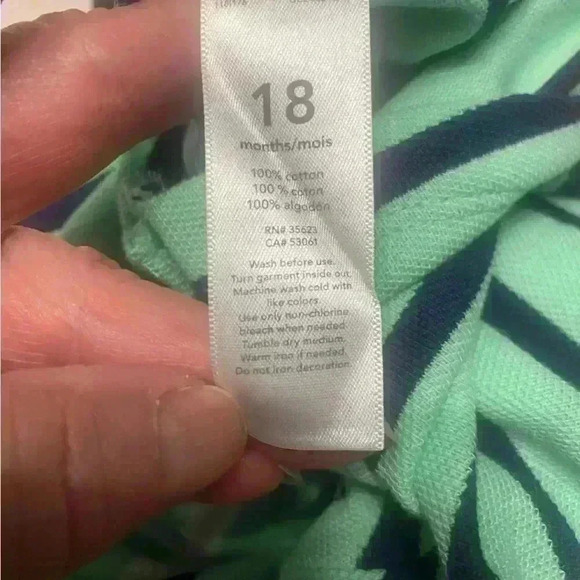 18
months/mois
100% cotton
100% coton
100% algodón
RN# 35623
CA# 53061
Wash before use.
Turn garment inside out.
Machine wash cold with
like colors.
Use only non-chlorine
bleach when needed.
Tumble dry medium.
Warm iron if needed.
Do not iron decoration.